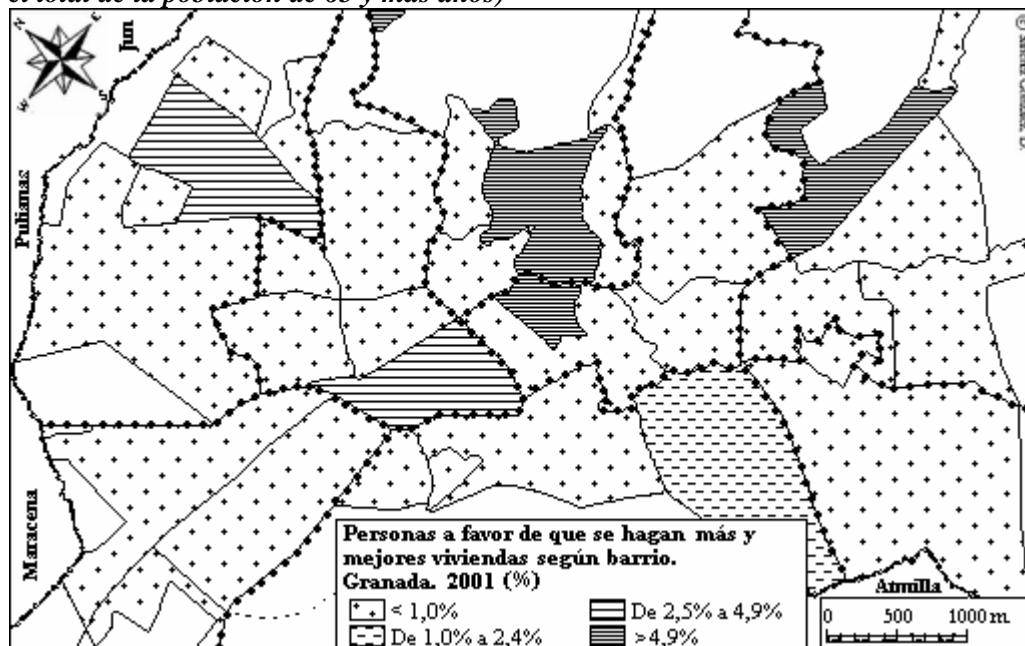 el total de la población de 65 y más años)
N
E
W
S
Jun
Pulianas
Maracena
Armilla
Personas a favor de que se hagan más y
mejores viviendas según barrio.
Granada. 2001 (%)
< 1,0%
De 2,5% a 4,9%
De 1,0% a 2,4%
>4,9%
0 500 1000 m.